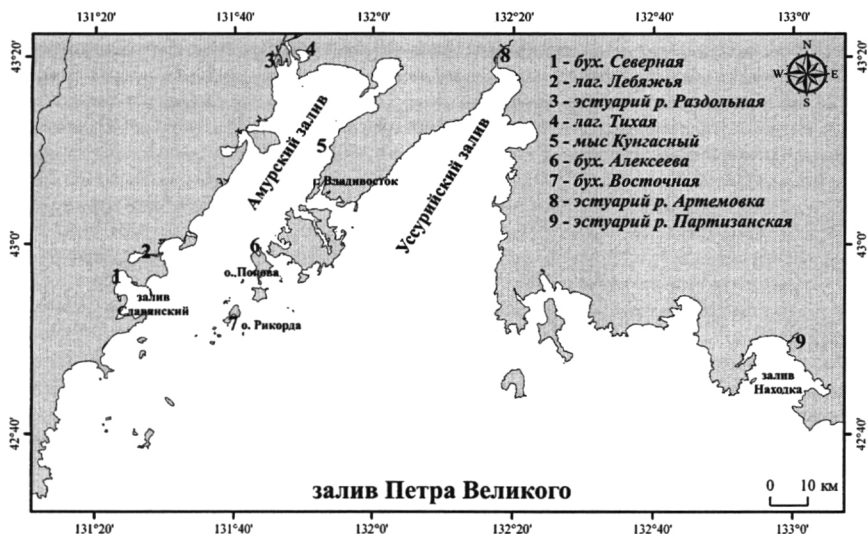 131°20' 131°40' 132°0' 132°20' 132°40' 133°0'
43°20'
43°0'
42°40'
3
4
8
5
6
2
1
7
9
Амурский залив
Уссурийский залив
г. Владивосток
о. Попова
о. Рикорда
залив
Славянский
залив
Находка
1 - бух. Северная
2 - лаг. Лебяжья
3 - эстуарий р. Раздольная
4 - лаг. Тихая
5 - мыс Кунгасный
6 - бух. Алексеева
7 - бух. Восточная
8 - эстуарий р. Артемовка
9 - эстуарий р. Партизанская
N
W E
S
залив Петра Великого
0 10 км
43°20'
43°0'
42°40'
131°20' 131°40' 132°0' 132°20' 132°40' 133°0'